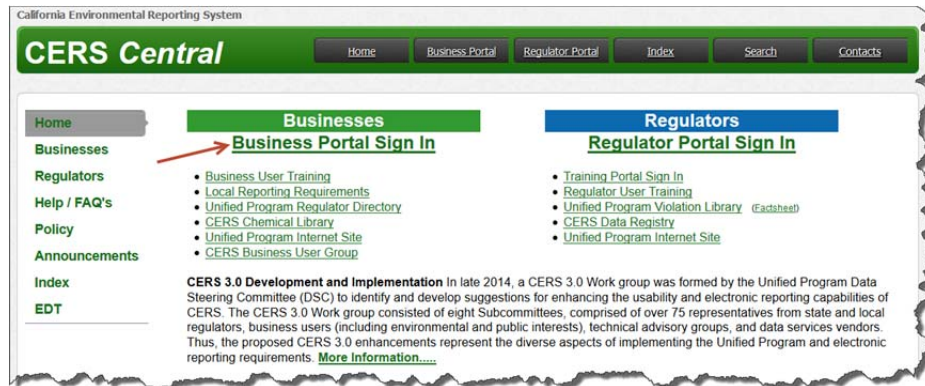 California Environmental Reporting System
CERS Central
Home
Business Portal
Regulator Portal
Index
Search
Contacts
Home
Businesses
Regulators
Help / FAQ's
Policy
Announcements
Index
EDT
Businesses
Business Portal Sign In
• Business User Training
• Local Reporting Requirements
• Unified Program Regulator Directory
• CERS Chemical Library
• Unified Program Internet Site
• CERS Business User Group
Regulators
Regulator Portal Sign In
• Training Portal Sign In
• Regulator User Training
• Unified Program Violation Library (Factsheet)
• CERS Data Registry
• Unified Program Internet Site
CERS 3.0 Development and Implementation In late 2014, a CERS 3.0 Work group was formed by the Unified Program Data
Steering Committee (DSC) to identify and develop suggestions for enhancing the usability and electronic reporting capabilities of
CERS. The CERS 3.0 Work group consisted of eight Subcommittees, comprised of over 75 representatives from state and local
regulators, business users (including environmental and public interests), technical advisory groups, and data services vendors.
Thus, the proposed CERS 3.0 enhancements represent the diverse aspects of implementing the Unified Program and electronic
reporting requirements. More Information.....